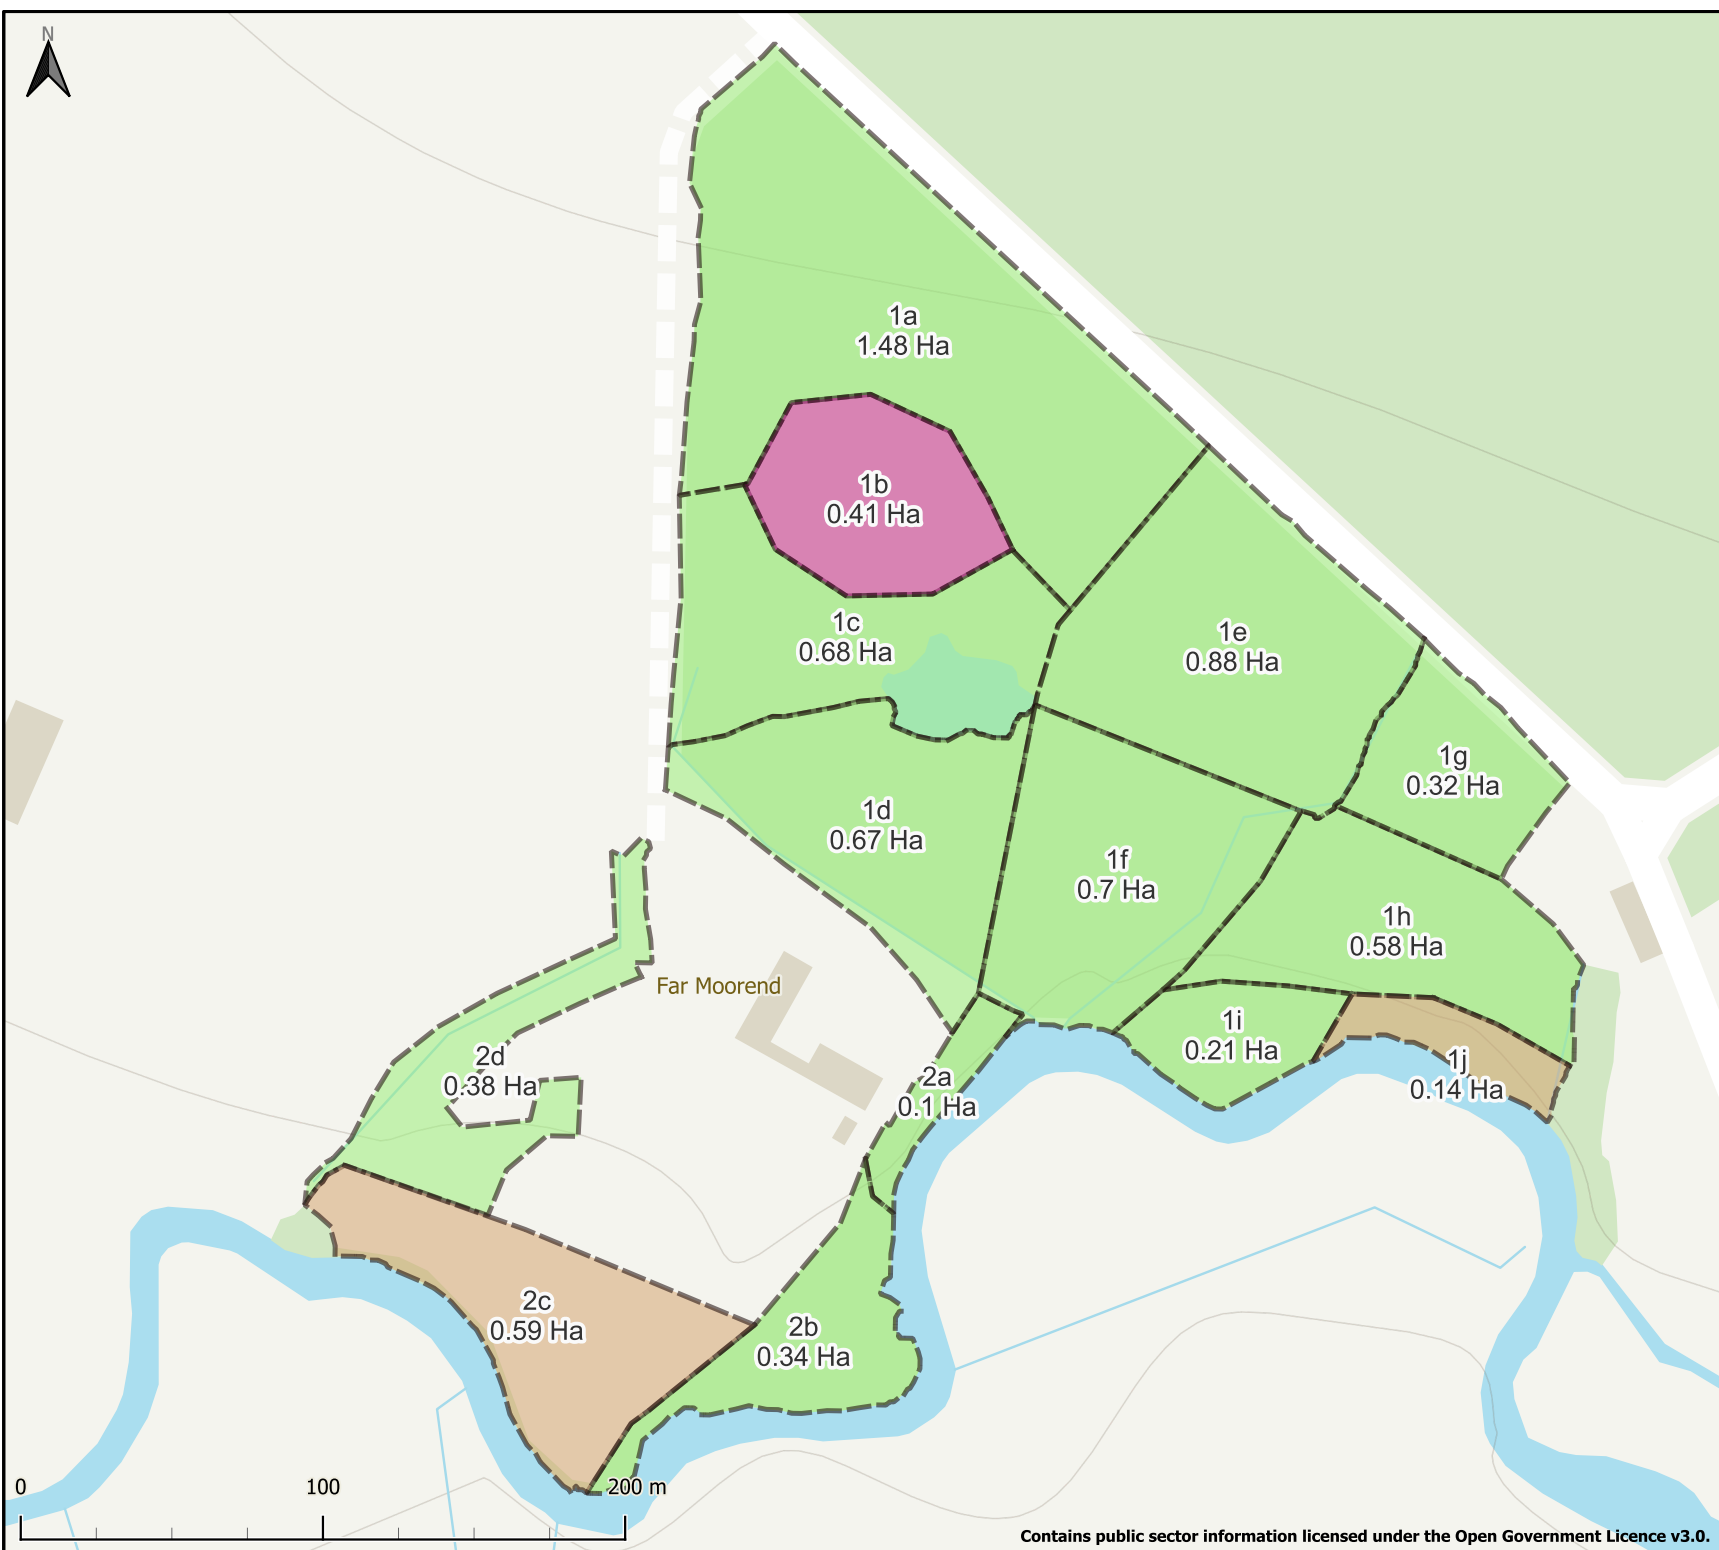 N
1a
1.48 Ha
1b
0.41 Ha
1c
0.68 Ha
1e
0.88 Ha
1g
0.32 Ha
1d
0.67 Ha
1f
0.7 Ha
1h
0.58 Ha
Far Moorend
1i
0.21 Ha
1j
0.14 Ha
2d
0.38 Ha
2a
0.1 Ha
2c
0.59 Ha
2b
0.34 Ha
0 100 200 m
Contains public sector information licensed under the Open Government Licence v3.0.